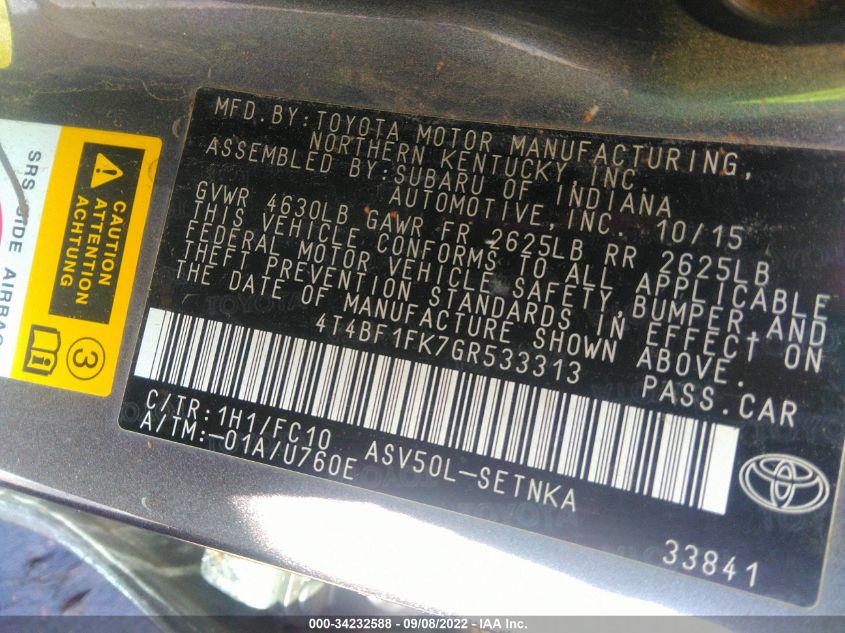 SRS SIDE AIRBAG
CAUTION
ATTENTION
ACHTUNG
3
MFD.BY:TOYOTA MOTOR MANUFACTURING,
NORTHERN KENTUCKY,INC.
ASSEMBLED BY:SUBARU OF INDIANA
AUTOMOTIVE,INC. 10/15
GVWR 4630LB GAWR FR 2625LB RR 2625LB
THIS VEHICLE CONFORMS TO ALL APPLICABLE
FEDERAL MOTOR VEHICLE SAFETY,BUMPER,AND
THEFT PREVENTION STANDARDS IN EFFECT ON
THE DATE OF MANUFACTURE SHOWN ABOVE.
4T4BF1FK7GR533313 PASS.CAR
C/TR:1H1/FC10
A/TM:-01A/U760E
ASV50L-SETNKA
33841
000-34232588 - 09/08/2022 - IAA Inc.